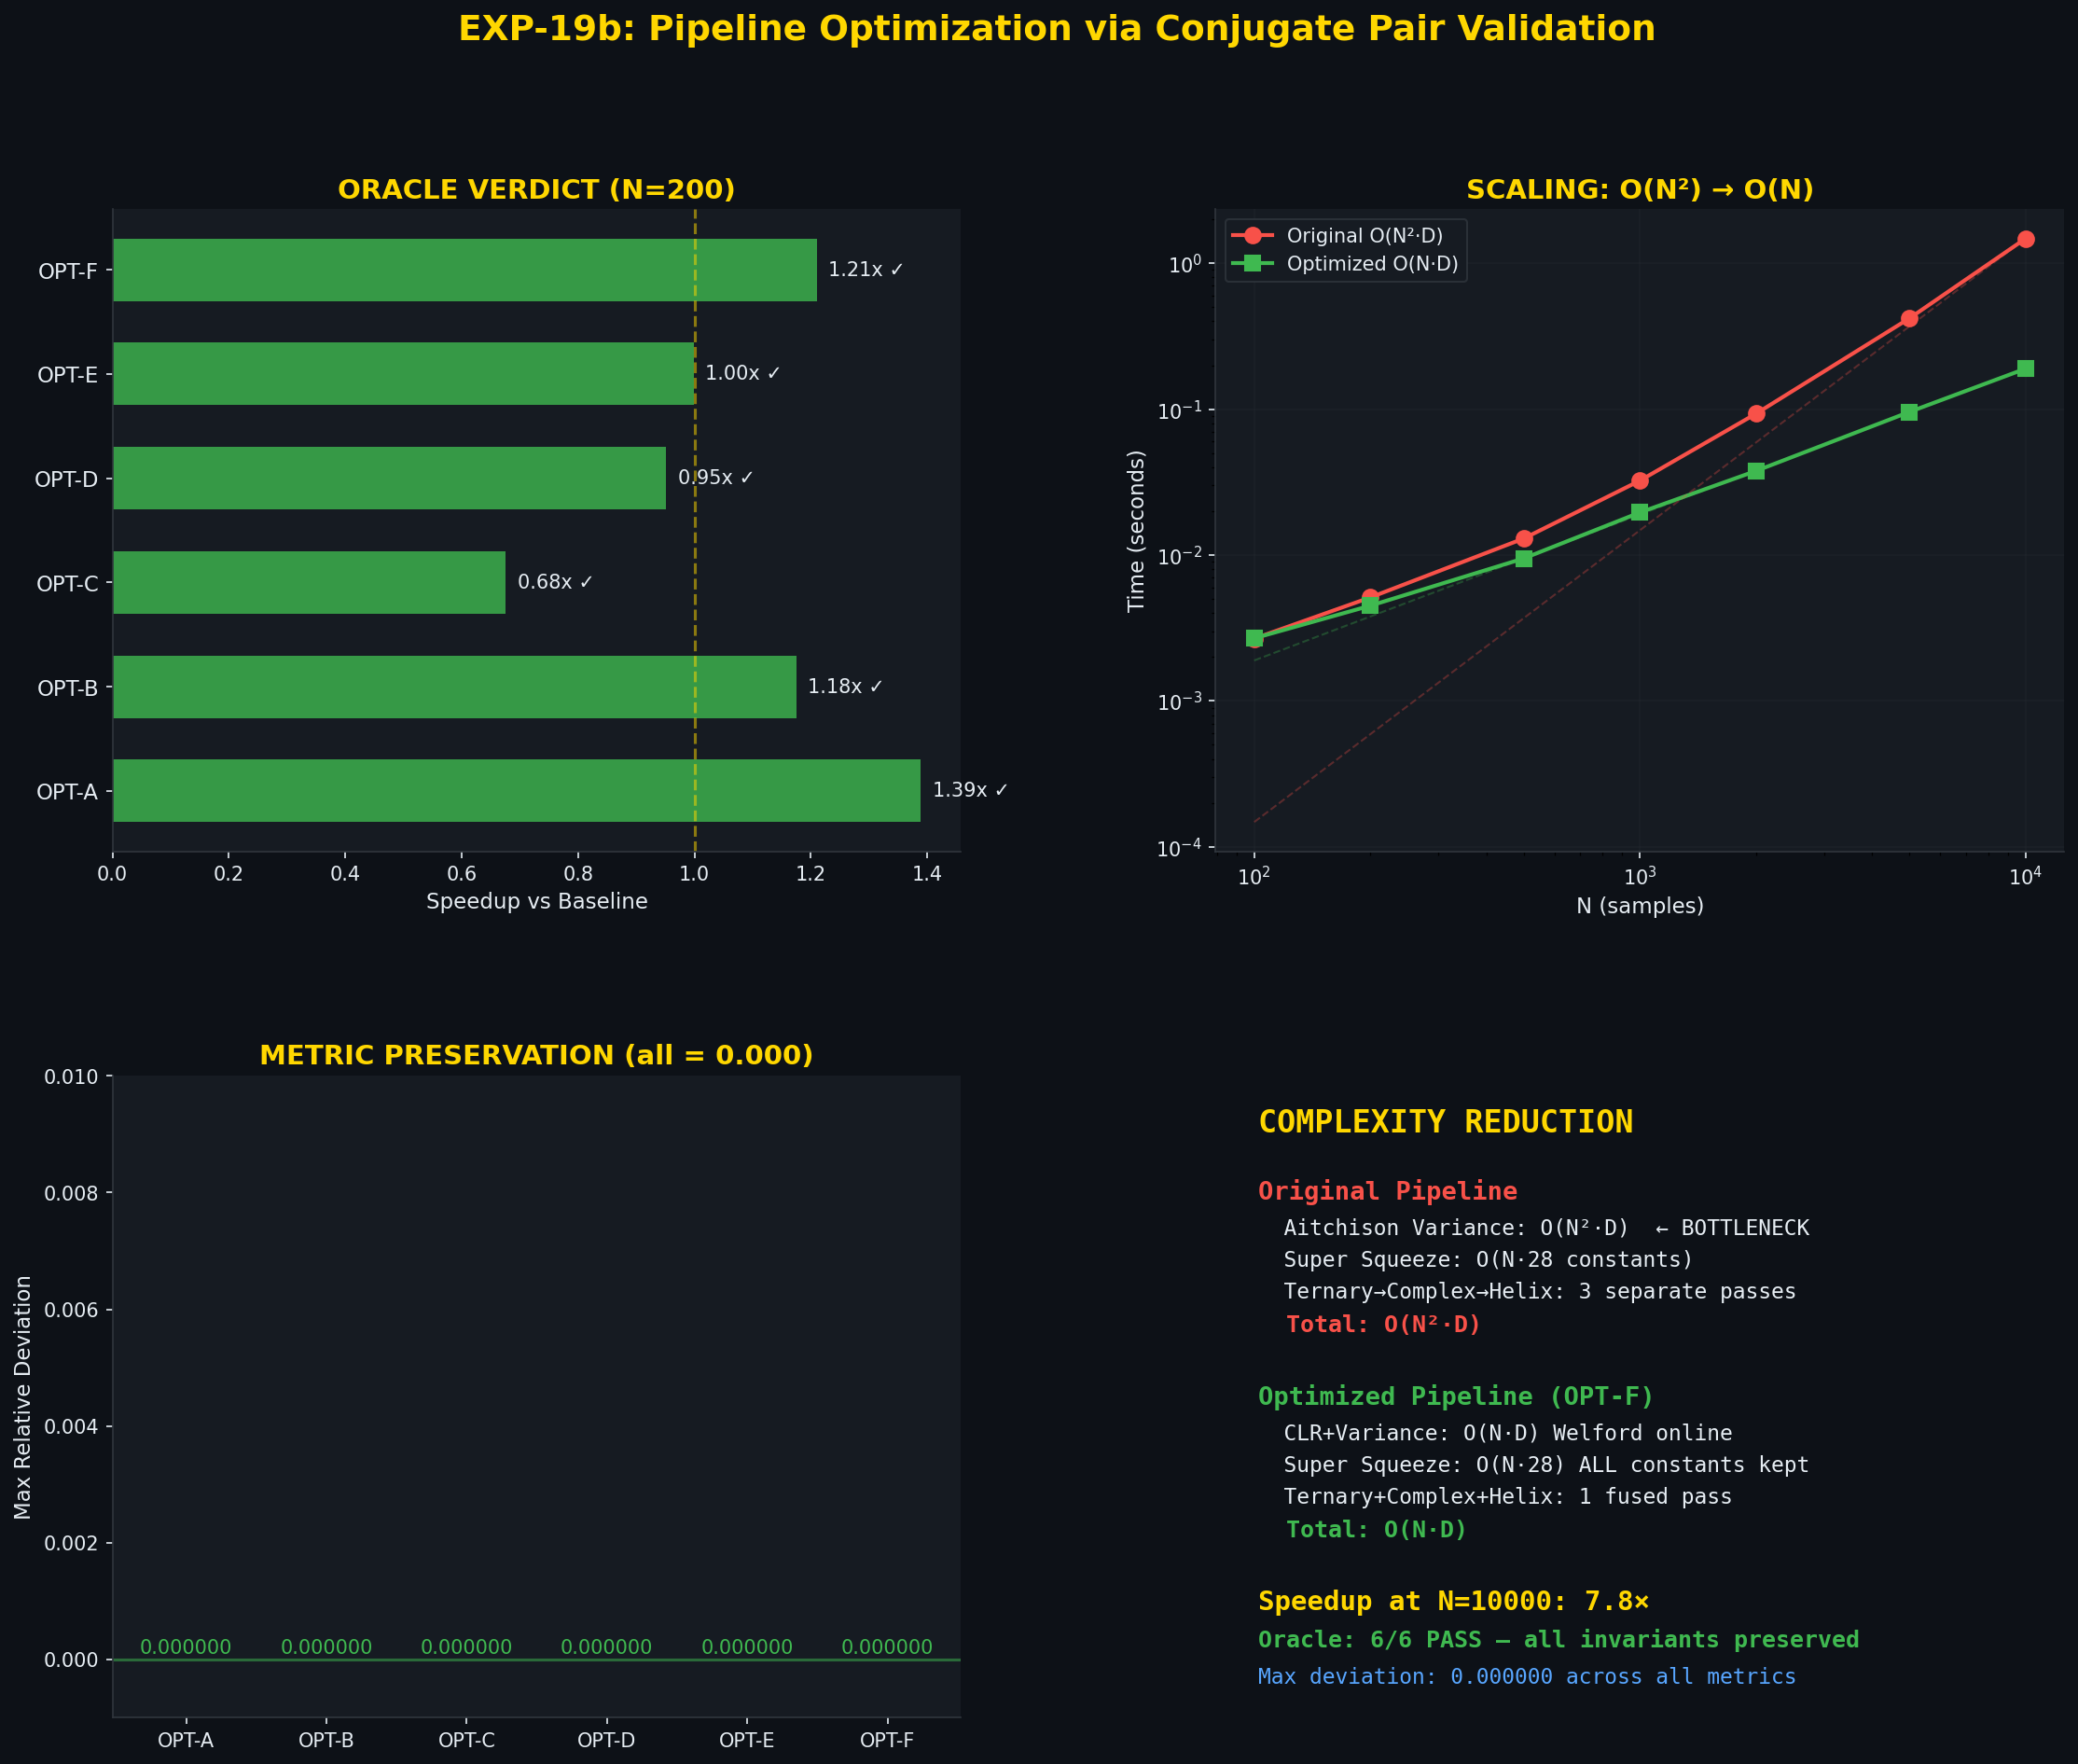 EXP-19b: Pipeline Optimization via Conjugate Pair Validation
ORACLE VERDICT (N=200)
OPT-F
1.21x ✓
OPT-E
1.00x ✓
OPT-D
0.95x ✓
OPT-C
0.68x ✓
OPT-B
1.18x ✓
OPT-A
1.39x ✓
0.0 0.2 0.4 0.6 0.8 1.0 1.2 1.4
Speedup vs Baseline
SCALING: O(N²) → O(N)
Original O(N²·D)
Optimized O(N·D)
10⁰
10⁻¹
10⁻²
10⁻³
10⁻⁴
Time (seconds)
10² 10³ 10⁴
N (samples)
METRIC PRESERVATION (all = 0.000)
0.010
0.008
0.006
0.004
0.002
0.000
Max Relative Deviation
0.000000 0.000000 0.000000 0.000000 0.000000 0.000000
OPT-A OPT-B OPT-C OPT-D OPT-E OPT-F
COMPLEXITY REDUCTION
Original Pipeline
Aitchison Variance: O(N²·D) ← BOTTLENECK
Super Squeeze: O(N·28 constants)
Ternary→Complex→Helix: 3 separate passes
Total: O(N²·D)
Optimized Pipeline (OPT-F)
CLR+Variance: O(N·D) Welford online
Super Squeeze: O(N·28) ALL constants kept
Ternary+Complex+Helix: 1 fused pass
Total: O(N·D)
Speedup at N=10000: 7.8×
Oracle: 6/6 PASS — all invariants preserved
Max deviation: 0.000000 across all metrics